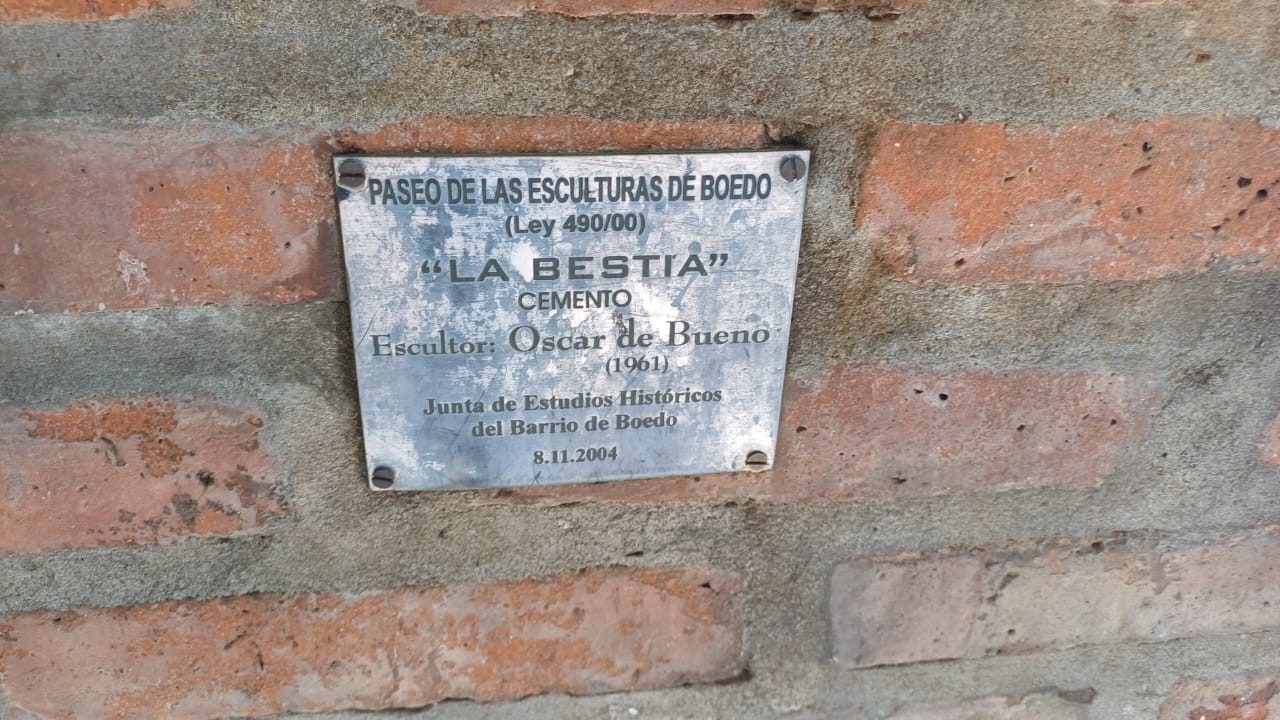 PASEO DE LAS ESCULTURAS DE BOEDO
(Ley 490/00)
“LA BESTIA”
CEMENTO
Escultor: Oscar de Bueno
(1961)
Junta de Estudios Históricos
del Barrio de Boedo
8.11.2004